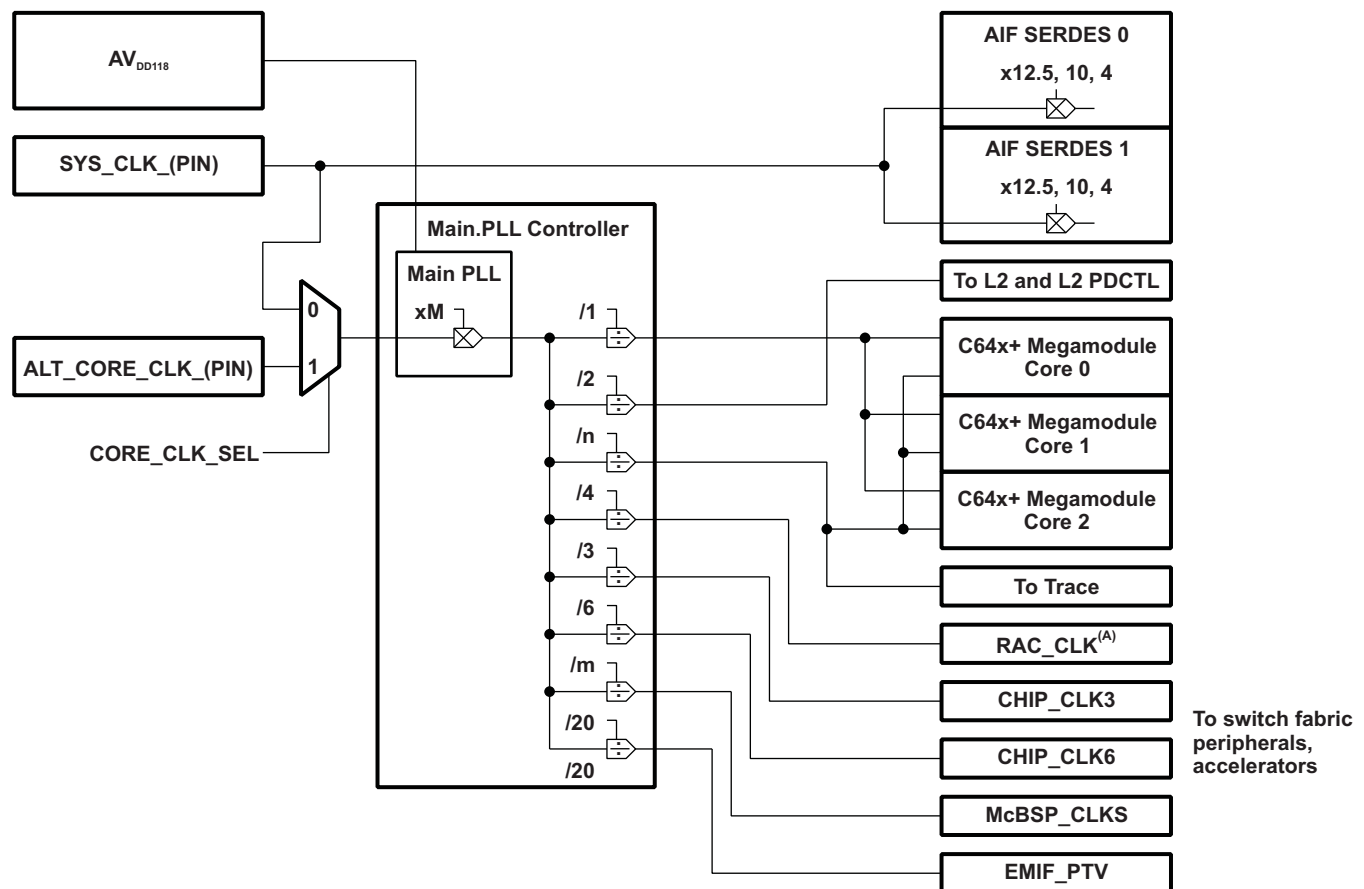 AVDD118
SYS_CLK_(PIN)
ALT_CORE_CLK_(PIN)
CORE_CLK_SEL
0
1
Main.PLL Controller
Main PLL
xM
/1
/2
/n
/4
/3
/6
/m
/20
/20
AIF SERDES 0
x12.5, 10, 4
AIF SERDES 1
x12.5, 10, 4
To L2 and L2 PDCTL
C64x+ Megamodule
Core 0
C64x+ Megamodule
Core 1
C64x+ Megamodule
Core 2
To Trace
RAC_CLK(A)
CHIP_CLK3
CHIP_CLK6
McBSP_CLKS
EMIF_PTV
To switch fabric
peripherals,
accelerators